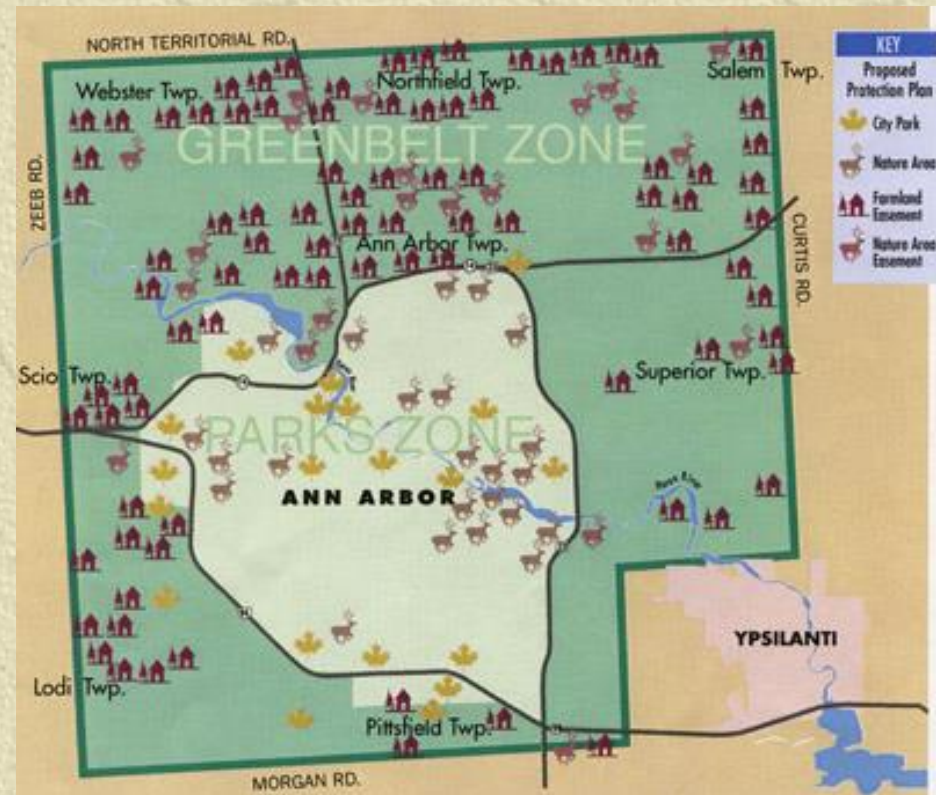 NORTH TERRITORIAL RD.
Webster Twp.
Northfield Twp.
Salem Twp.
GREENBELT ZONE
ZEEB RD.
CURTIS RD.
Ann Arbor Twp.
Scio Twp.
Superior Twp.
PARKS ZONE
ANN ARBOR
YPSILANTI
Lodi Twp.
Pittsfield Twp.
MORGAN RD.
KEY
Proposed
Protection Plan
City Park
Nature Area
Farmland
Easement
Nature Area
Easement